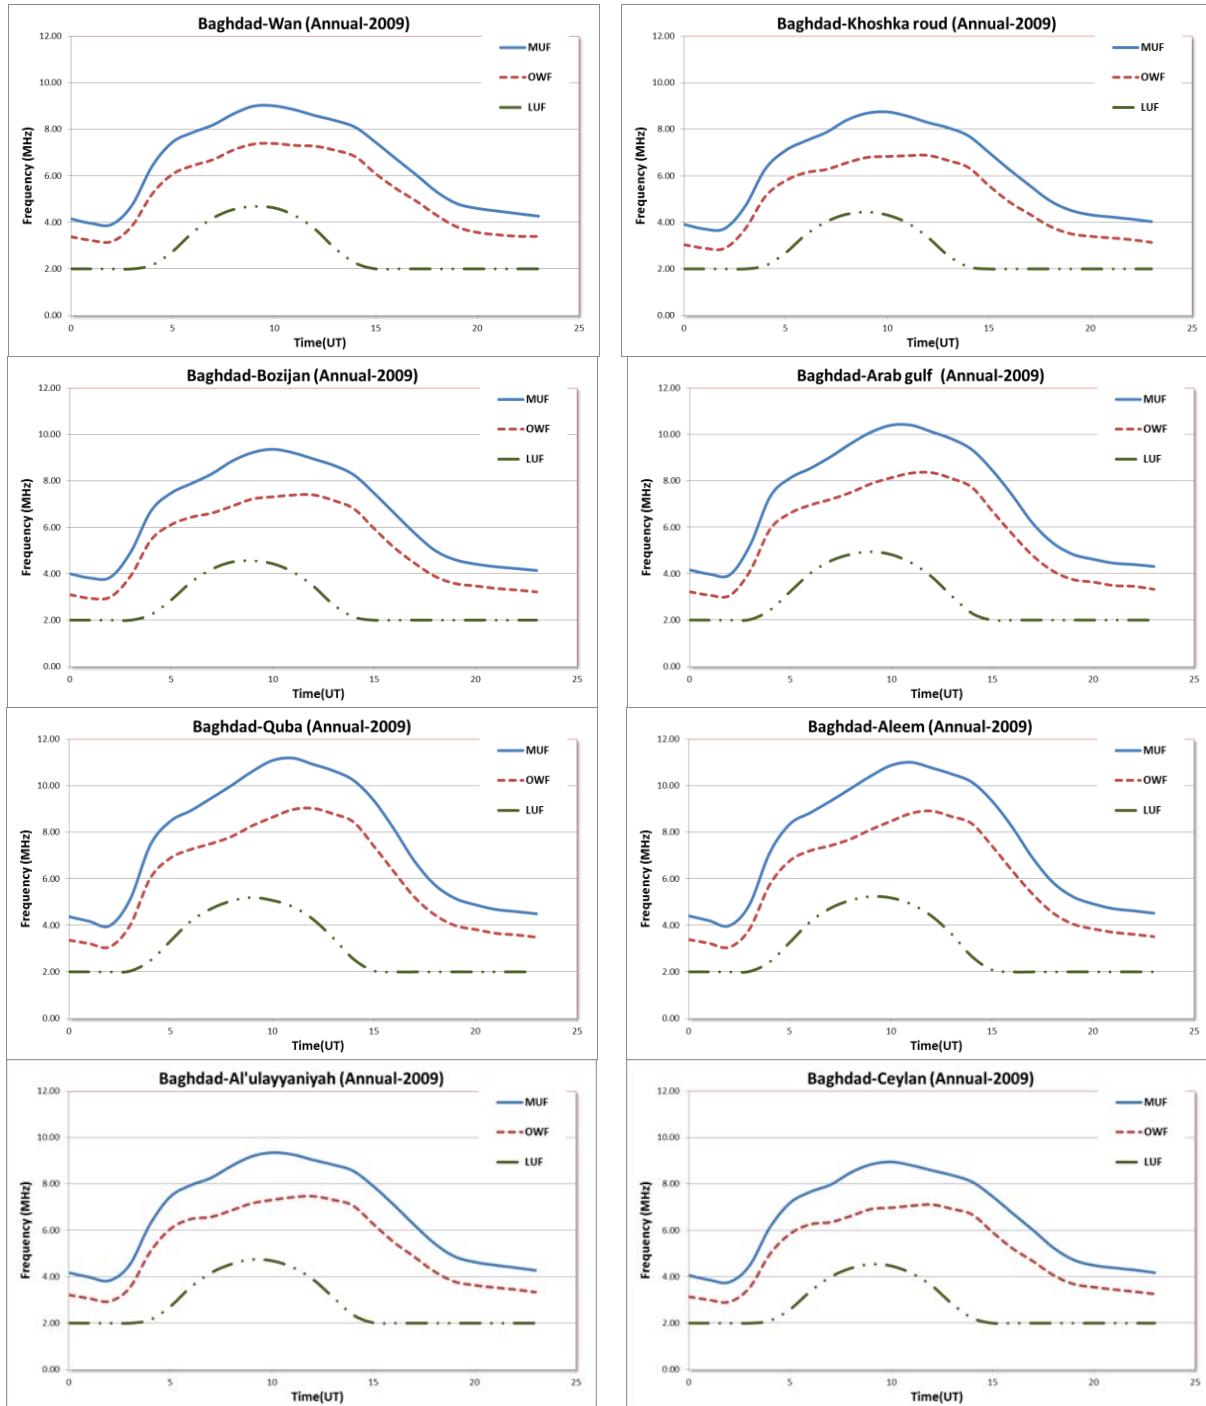 Baghdad-Wan (Annual-2009)
12.00
10.00
8.00
6.00
4.00
2.00
0.00
Frequency (MHz)
0 5 10 15 20 25
Time(UT)
MUF
OWF
LUF
Baghdad-Khoshka roud (Annual-2009)
12.00
10.00
8.00
6.00
4.00
2.00
0.00
Frequency (MHz)
0 5 10 15 20 25
Time(UT)
MUF
OWF
LUF
Baghdad-Bozijan (Annual-2009)
12.00
10.00
8.00
6.00
4.00
2.00
0.00
Frequency (MHz)
0 5 10 15 20 25
Time(UT)
MUF
OWF
LUF
Baghdad-Arab gulf (Annual-2009)
12.00
10.00
8.00
6.00
4.00
2.00
0.00
Frequency (MHz)
0 5 10 15 20 25
Time(UT)
MUF
OWF
LUF
Baghdad-Quba (Annual-2009)
12.00
10.00
8.00
6.00
4.00
2.00
0.00
Frequency (MHz)
0 5 10 15 20 25
Time(UT)
MUF
OWF
LUF
Baghdad-Aleem (Annual-2009)
12.00
10.00
8.00
6.00
4.00
2.00
0.00
Frequency (MHz)
0 5 10 15 20 25
Time(UT)
MUF
OWF
LUF
Baghdad-Al'ulayyaniyah (Annual-2009)
12.00
10.00
8.00
6.00
4.00
2.00
0.00
Frequency (MHz)
0 5 10 15 20 25
Time(UT)
MUF
OWF
LUF
Baghdad-Ceylan (Annual-2009)
12.00
10.00
8.00
6.00
4.00
2.00
0.00
Frequency (MHz)
0 5 10 15 20 25
Time(UT)
MUF
OWF
LUF